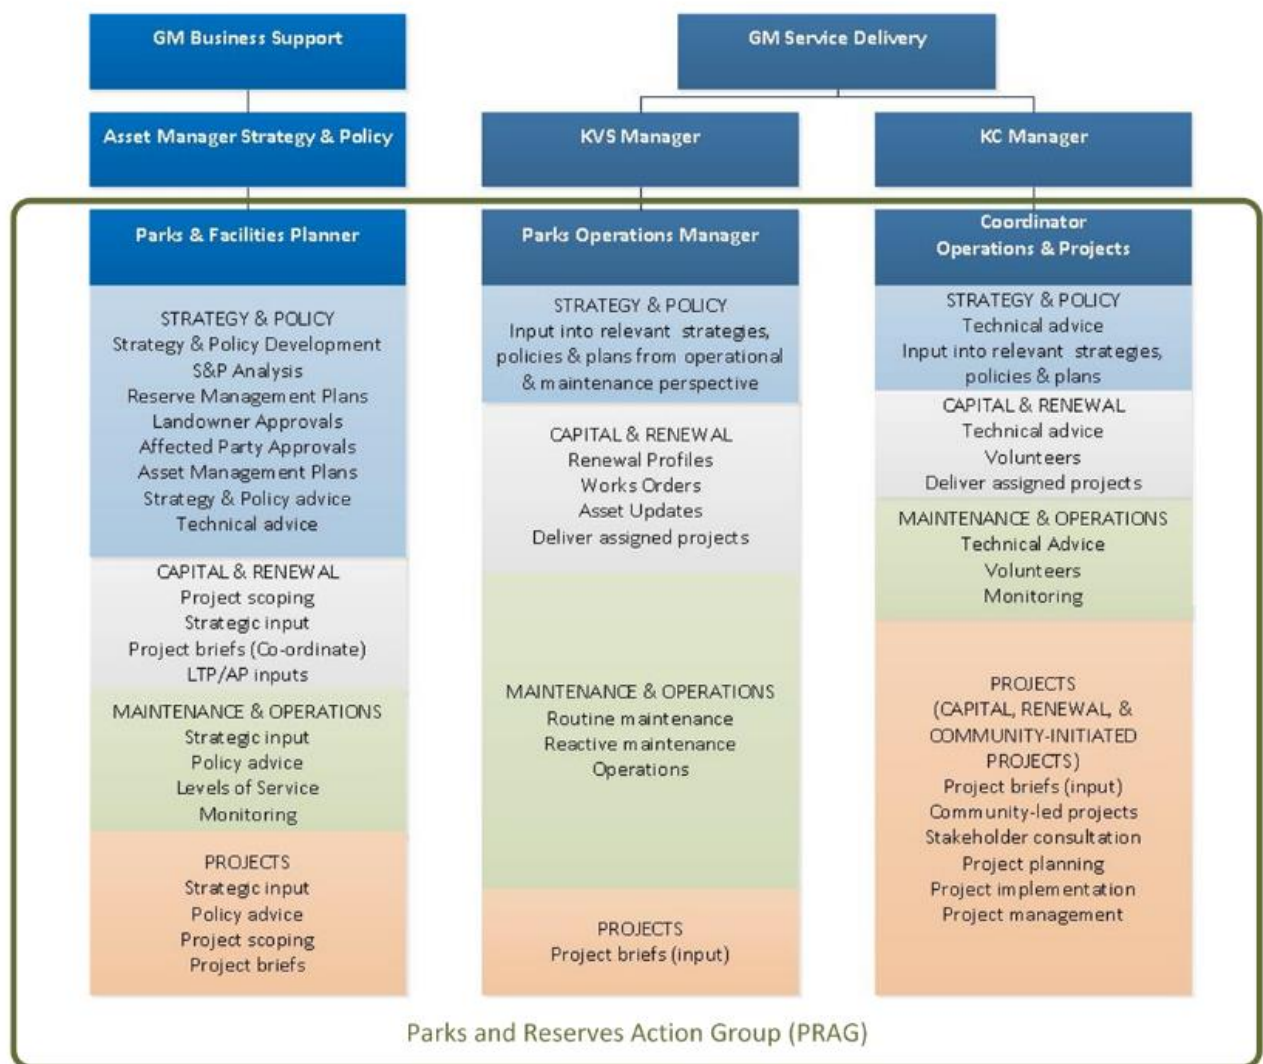 GM Business Support
GM Service Delivery
Asset Manager Strategy & Policy
KVS Manager
KC Manager
Parks & Facilities Planner
STRATEGY & POLICY
Strategy & Policy Development
S&P Analysis
Reserve Management Plans
Landowner Approvals
Affected Party Approvals
Asset Management Plans
Strategy & Policy advice
Technical advice
CAPITAL & RENEWAL
Project scoping
Strategic input
Project briefs (Co-ordinate)
LTP/AP inputs
MAINTENANCE & OPERATIONS
Strategic input
Policy advice
Levels of Service
Monitoring
PROJECTS
Strategic input
Policy advice
Project scoping
Project briefs
Parks Operations Manager
STRATEGY & POLICY
Input into relevant strategies,
policies & plans from operational
& maintenance perspective
CAPITAL & RENEWAL
Renewal Profiles
Works Orders
Asset Updates
Deliver assigned projects
MAINTENANCE & OPERATIONS
Routine maintenance
Reactive maintenance
Operations
PROJECTS
Project briefs (input)
Coordinator
Operations & Projects
STRATEGY & POLICY
Technical advice
Input into relevant strategies,
policies & plans
CAPITAL & RENEWAL
Technical advice
Volunteers
Deliver assigned projects
MAINTENANCE & OPERATIONS
Technical Advice
Volunteers
Monitoring
PROJECTS
(CAPITAL, RENEWAL, &
COMMUNITY-INITIATED
PROJECTS)
Project briefs (input)
Community-led projects
Stakeholder consultation
Project planning
Project implementation
Project management
Parks and Reserves Action Group (PRAG)